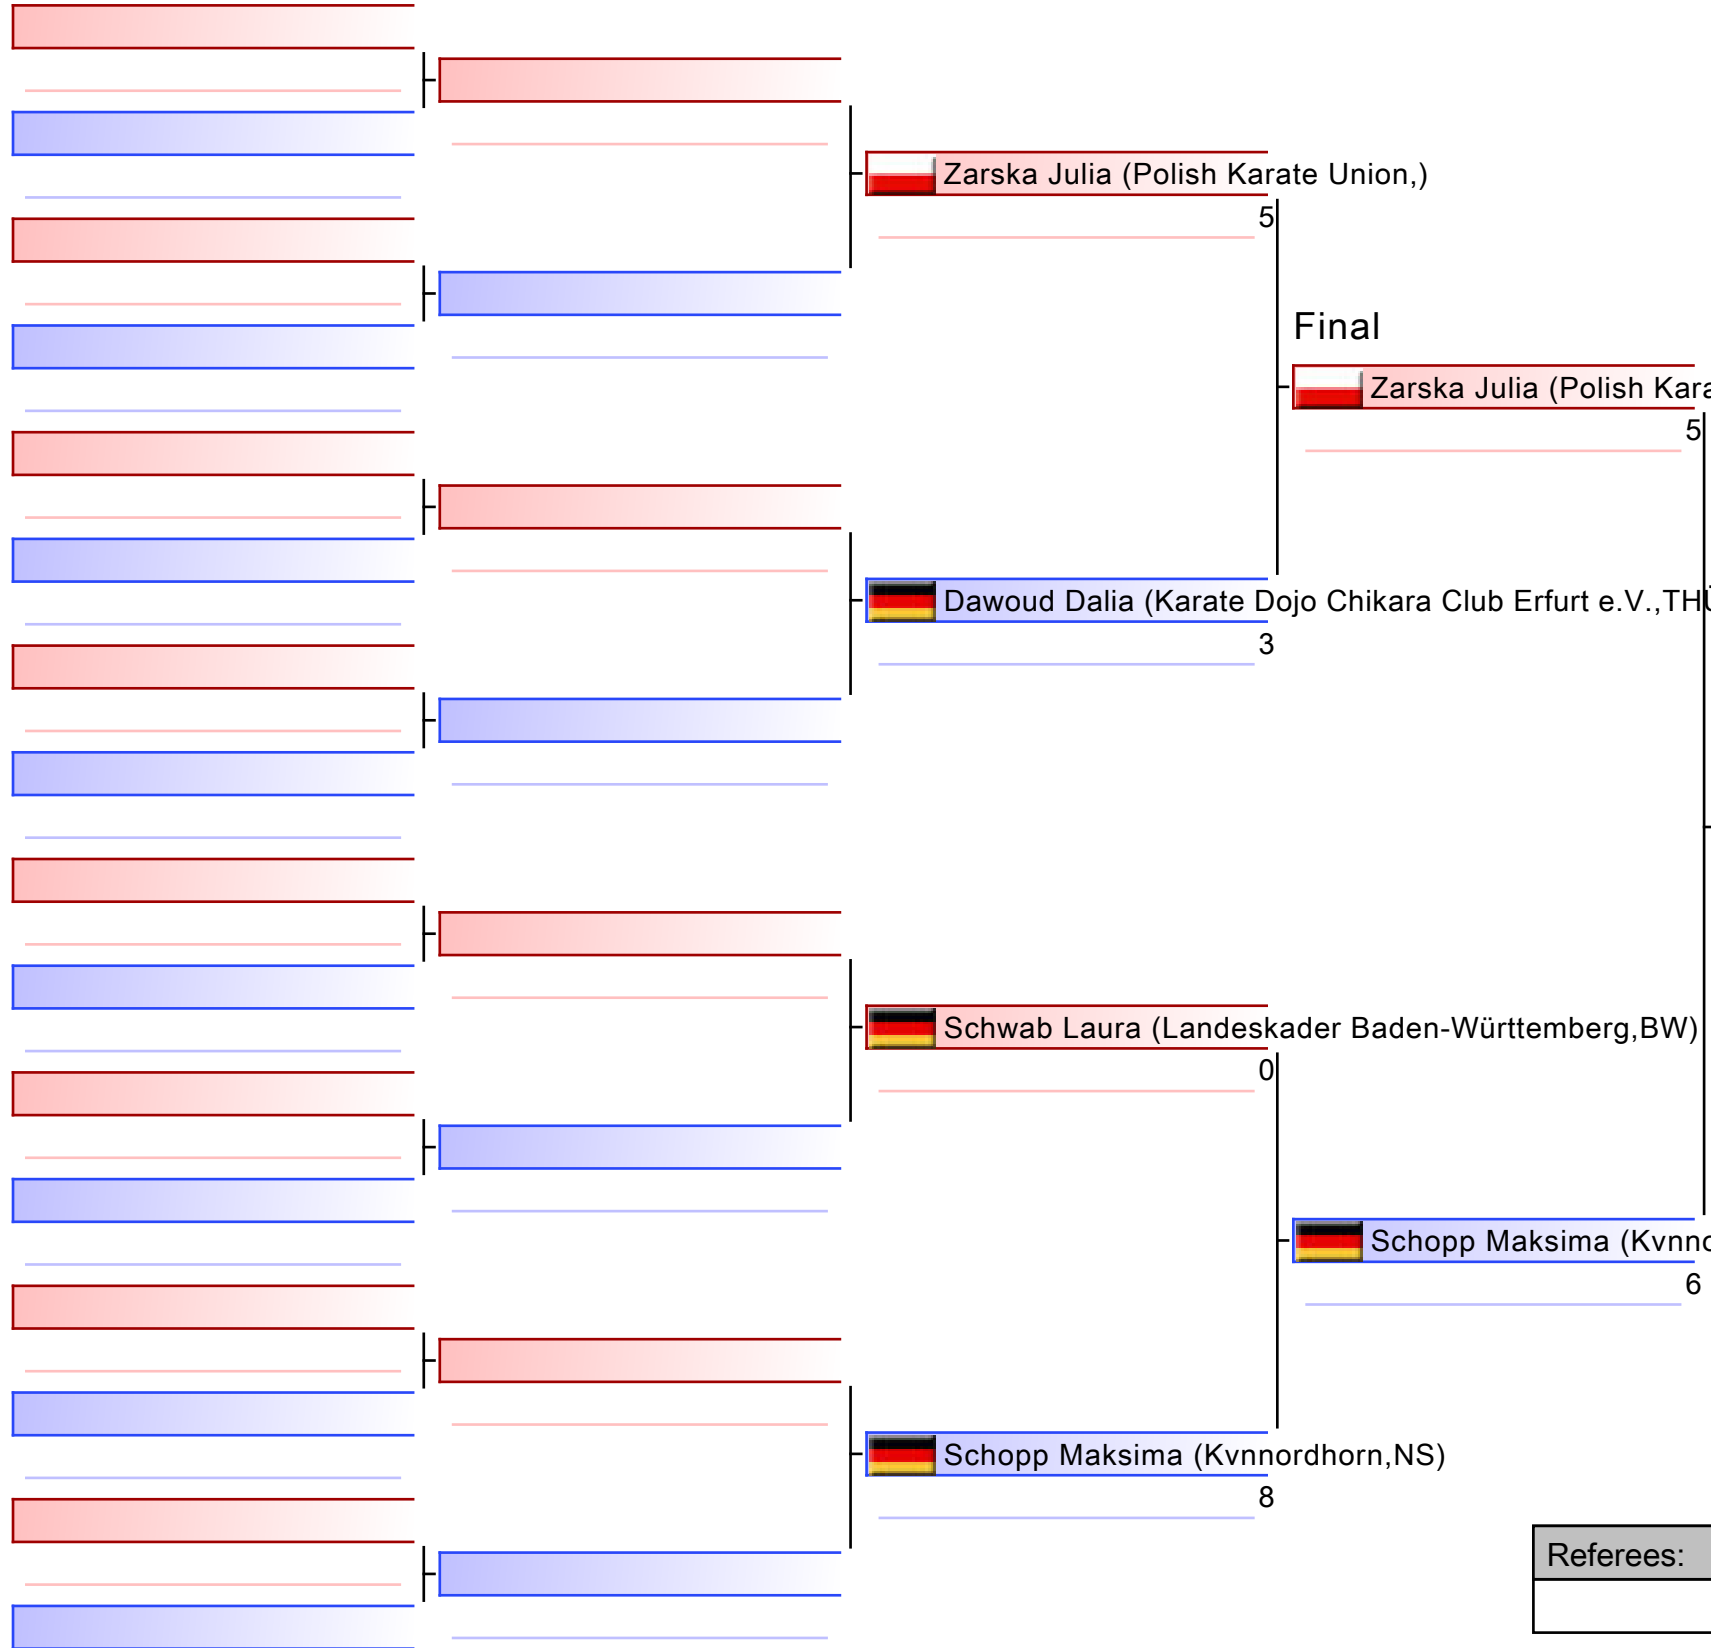 Zarska Julia (Polish Karate Union,)
5
Final
Zarska Julia (Polish Kara
5
Dawoud Dalia (Karate Dojo Chikara Club Erfurt e.V.,THÜ
3
Schwab Laura (Landeskader Baden-Württemberg,BW)
0
Schopp Maksima (Kvnno
6
Schopp Maksima (Kvnnordhorn,NS)
8
Referees: